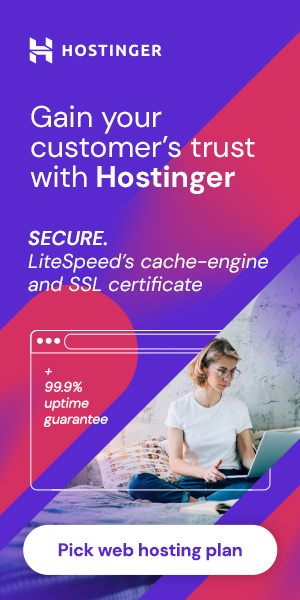 HOSTINGER
Gain your
customer's trust
with Hostinger
SECURE.
LiteSpeed's cache-engine
and SSL certificate
+
99.9%
uptime
guarantee
Pick web hosting plan